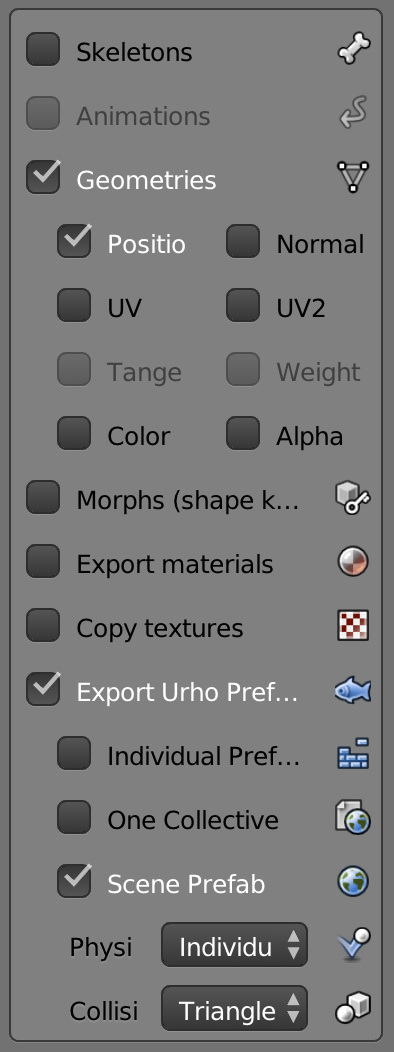 Skeletons
Animations
Geometries
Positio Normal
UV UV2
Tange Weight
Color Alpha
Morphs (shape k...
Export materials
Copy textures
Export Urho Pref...
Individual Pref...
One Collective
Scene Prefab
Physi Individu
Collisi Triangle